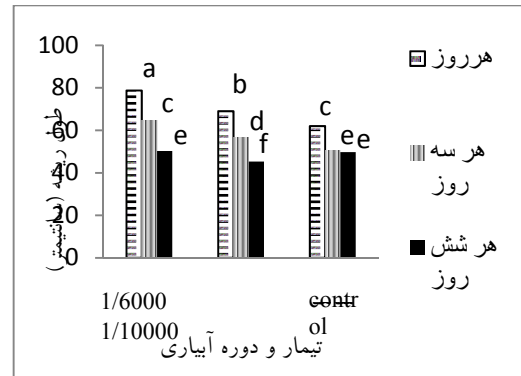 100
80
60
40
20
0
طول ریشه (سانتیمتر)
a
c
e
b
d
f
c
e e
1/6000
1/10000
control
ol
تیمار و دوره آبیاری
هرروز
هر سه
روز
هر شش
روز